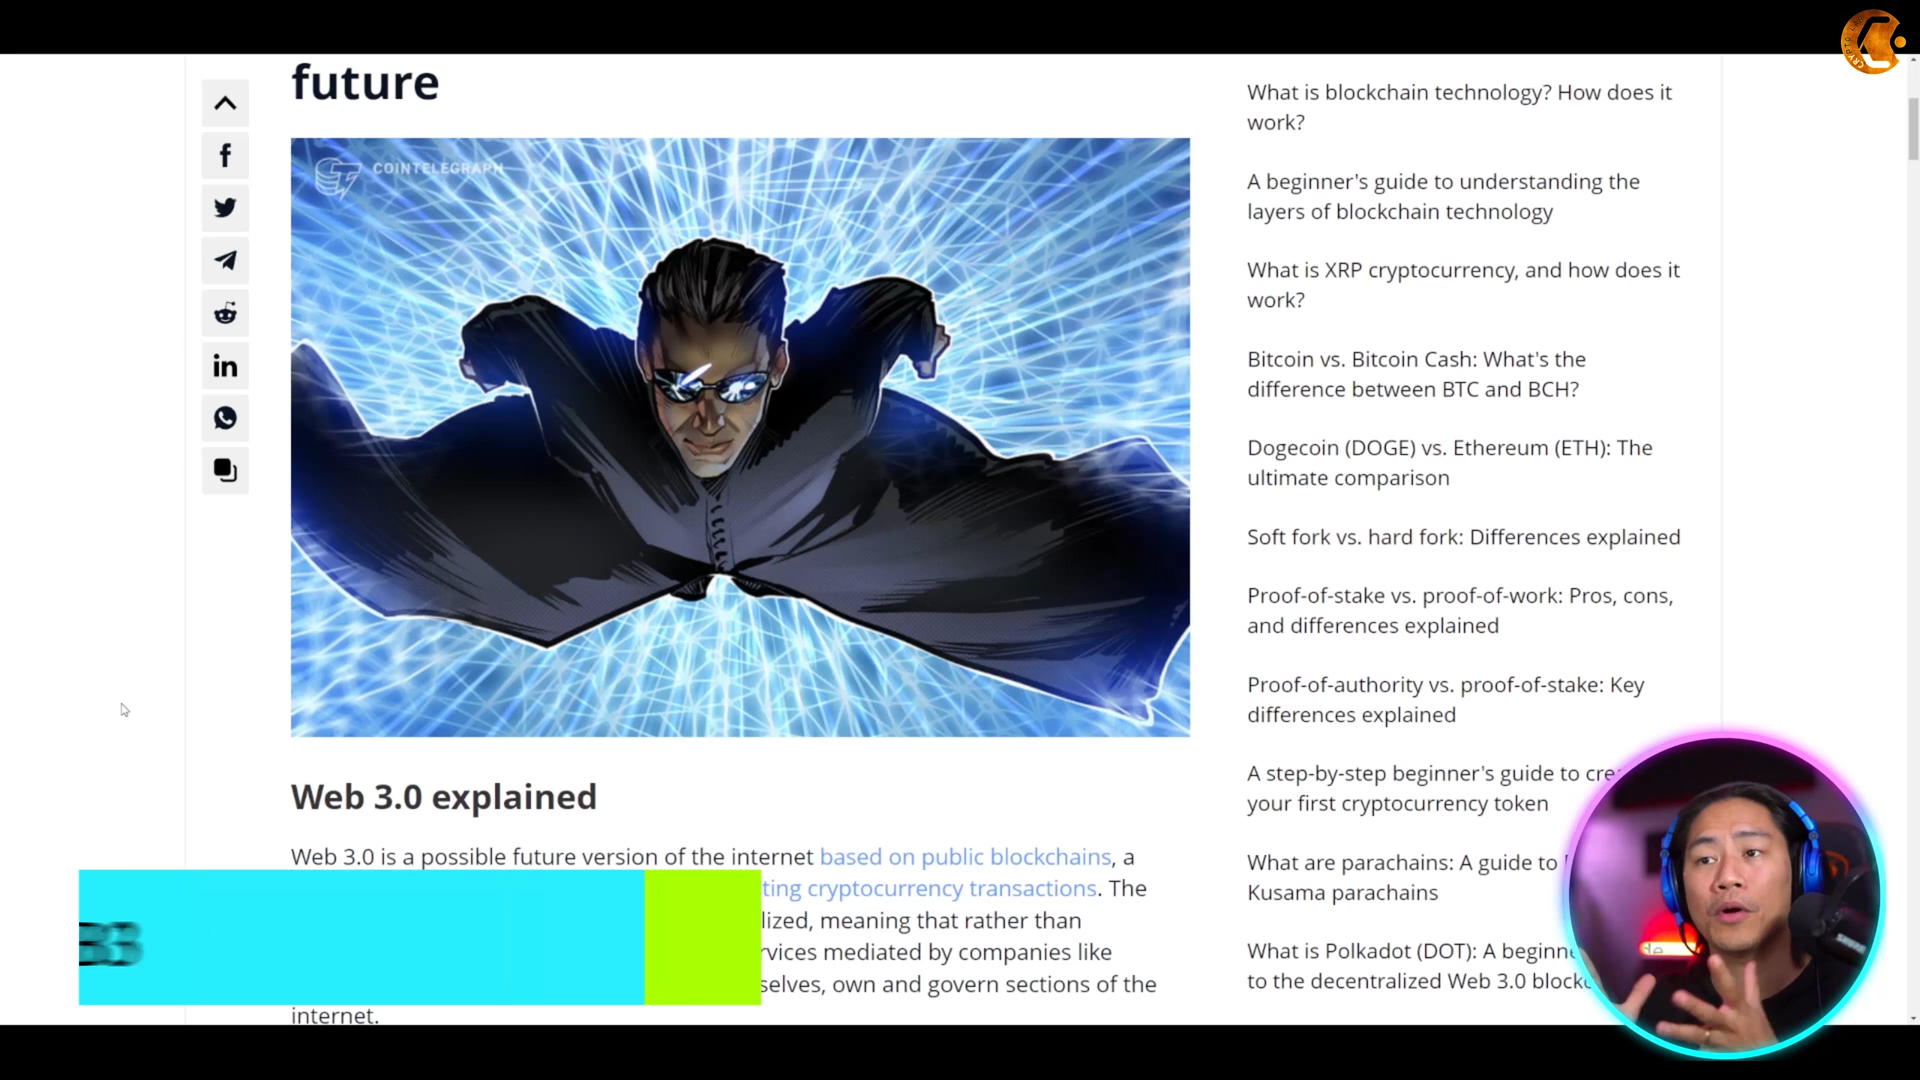 future
COINTELEGRAPH
Web 3.0 explained
Web 3.0 is a possible future version of the internet based on public blockchains, a
ting cryptocurrency transactions. The
lized, meaning that rather than
rvices mediated by companies like
selves, own and govern sections of the
internet.
What is blockchain technology? How does it
work?
A beginner's guide to understanding the
layers of blockchain technology
What is XRP cryptocurrency, and how does it
work?
Bitcoin vs. Bitcoin Cash: What's the
difference between BTC and BCH?
Dogecoin (DOGE) vs. Ethereum (ETH): The
ultimate comparison
Soft fork vs. hard fork: Differences explained
Proof-of-stake vs. proof-of-work: Pros, cons,
and differences explained
Proof-of-authority vs. proof-of-stake: Key
differences explained
A step-by-step beginner's guide to cre
your first cryptocurrency token
What are parachains: A guide to
Kusama parachains
What is Polkadot (DOT): A beginne
to the decentralized Web 3.0 blockc
CRYPTO
SHURE